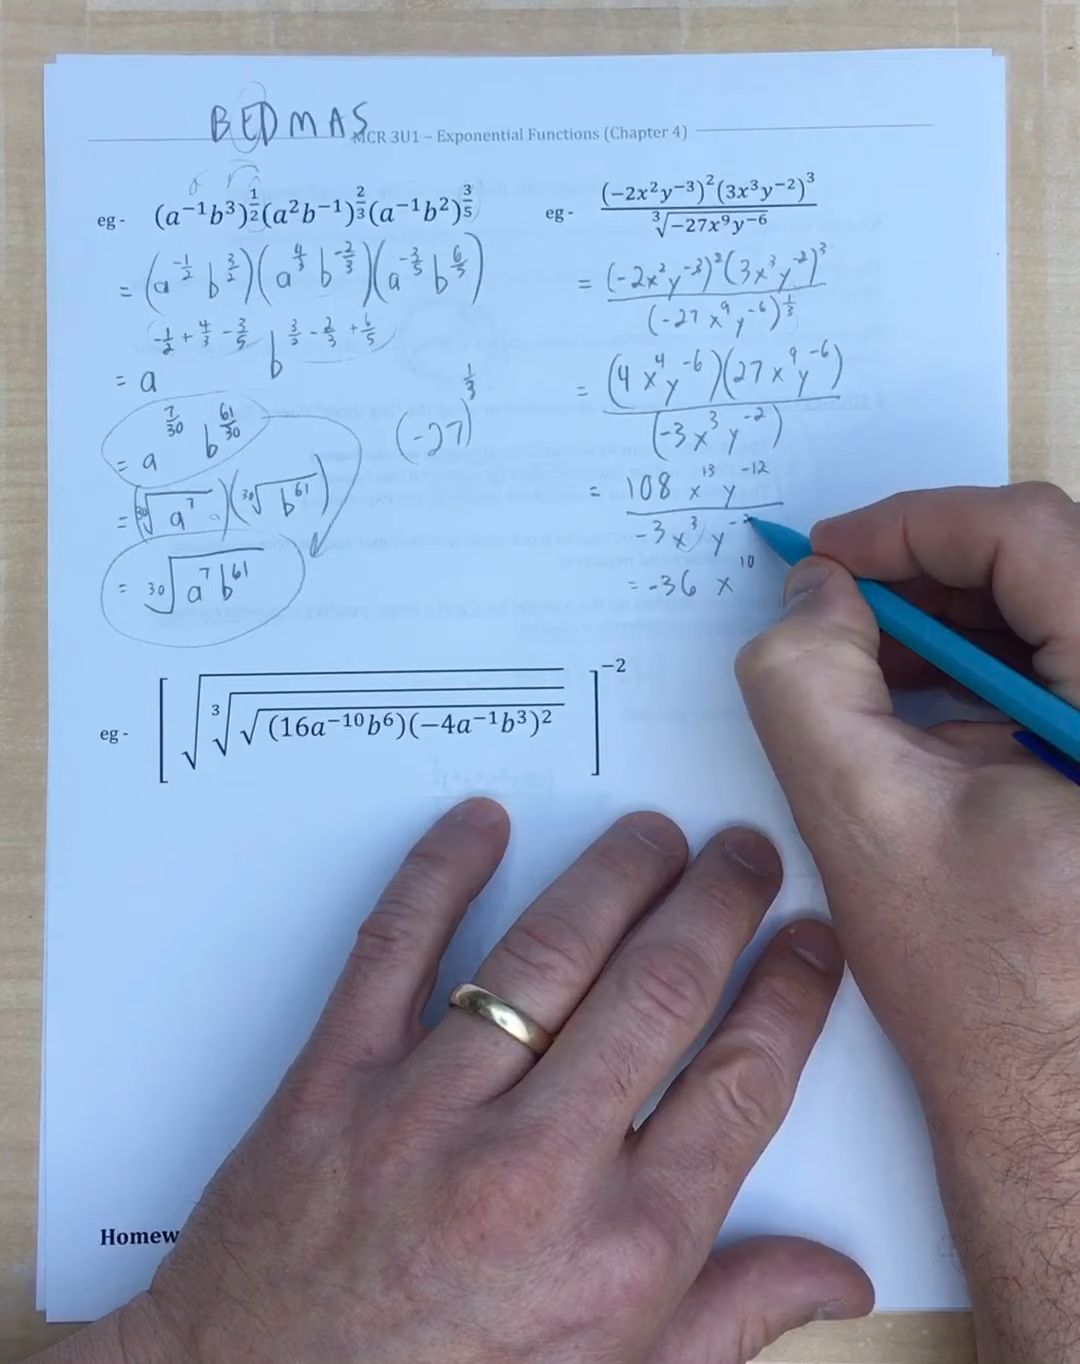 BEDMAS
MCR 3U1 – Exponential Functions (Chapter 4)
eg - (a⁻¹b³)^(1/2)(a²b⁻¹)^(2/3)(a⁻¹b²)^(3/5)
= (a^(-1/2) b^(3/2))(a^(4/3) b^(-2/3))(a^(-3/5) b^(6/5))
= a^(-1/2 + 4/3 - 3/5) b^(3/2 - 2/3 + 6/5)
= a^(7/30) b^(61/30)
= (³⁰√a⁷)(³⁰√b⁶¹)
= ³⁰√(a⁷b⁶¹)
(-27)^(1/3)
eg - (−2x²y⁻³)²(3x³y⁻²)³ / ³√(−27x⁹y⁻⁶)
= (-2x²y⁻³)²(3x³y⁻²)³ / (-27x⁹y⁻⁶)^(1/3)
= (4x⁴y⁻⁶)(27x⁹y⁻⁶) / (-3x³y⁻²)
= 108x¹³y⁻¹² / -3x³y⁻²
= -36x¹⁰
eg - [√(³√(√((16a⁻¹⁰b⁶)(−4a⁻¹b³)²)))]⁻²
Homew